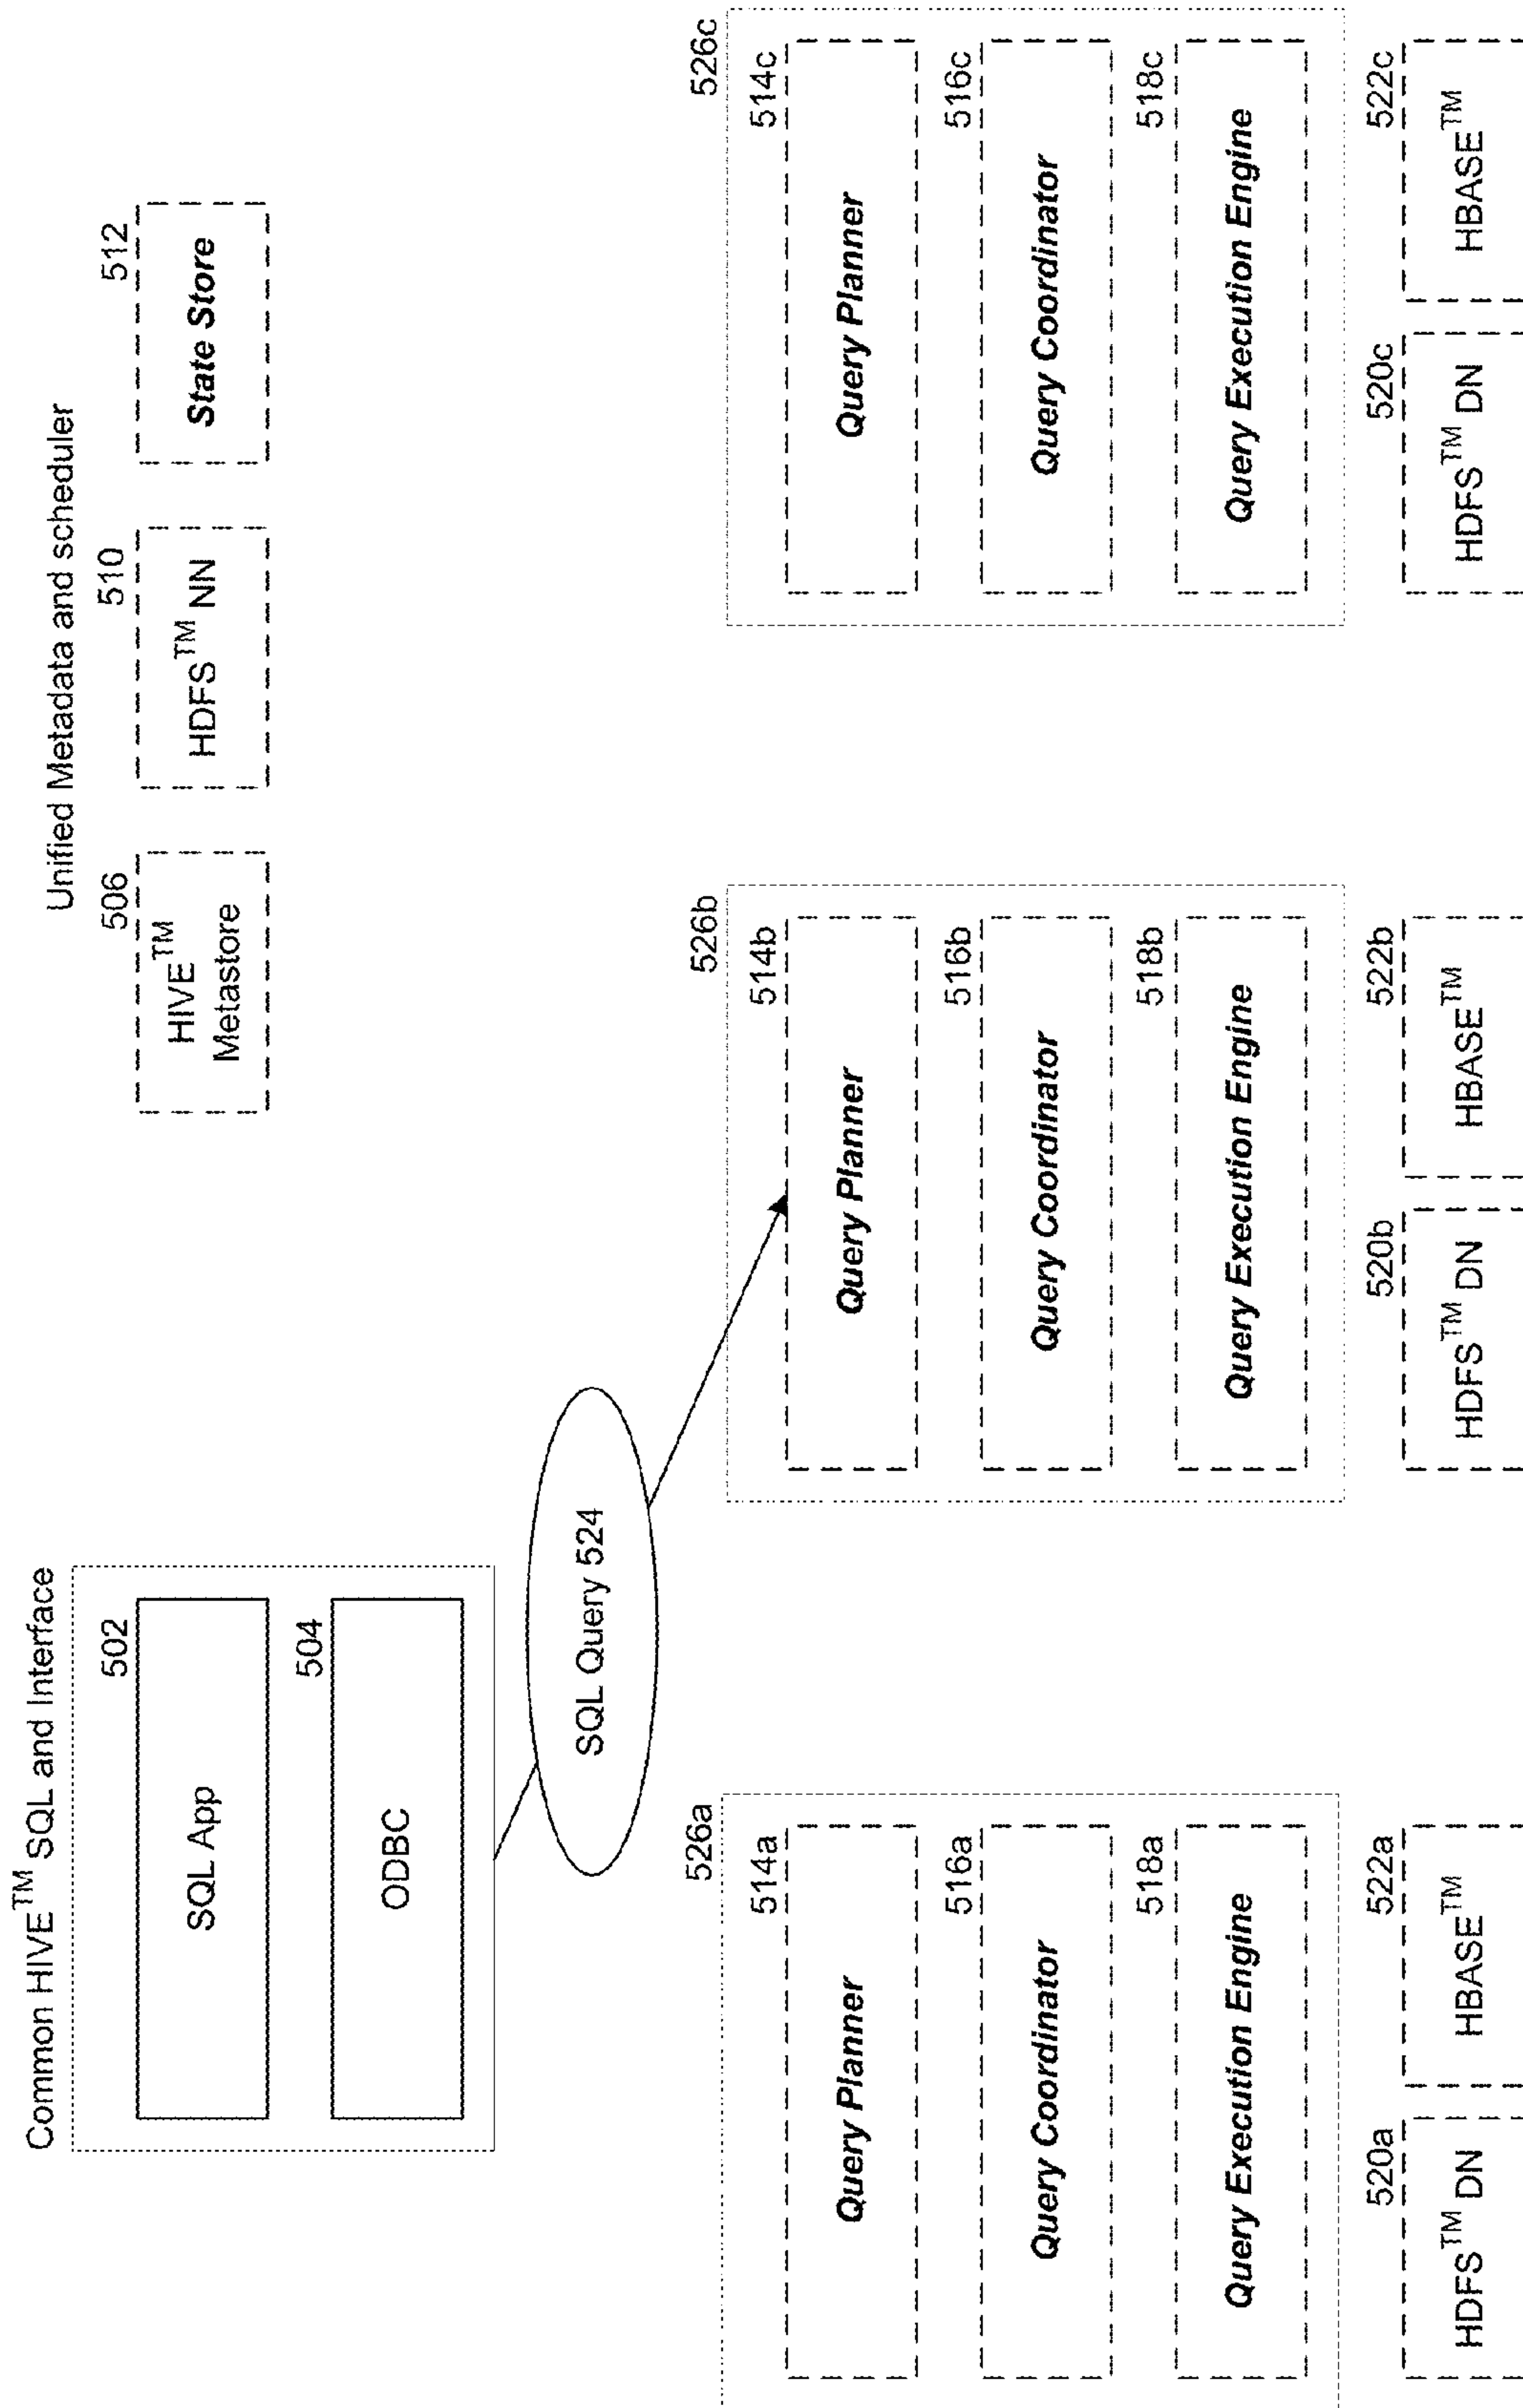 Common HIVE™ SQL and Interface
502
SQL App
504
ODBC
SQL Query 524
Unified Metadata and scheduler
506
HIVE™
Metastore
510
HDFS™ NN
512
State Store
526a
514a
Query Planner
516a
Query Coordinator
518a
Query Execution Engine
520a
HDFS™ DN
522a
HBASE™
526b
514b
Query Planner
516b
Query Coordinator
518b
Query Execution Engine
520b
HDFS™ DN
522b
HBASE™
526c
514c
Query Planner
516c
Query Coordinator
518c
Query Execution Engine
520c
HDFS™ DN
522c
HBASE™